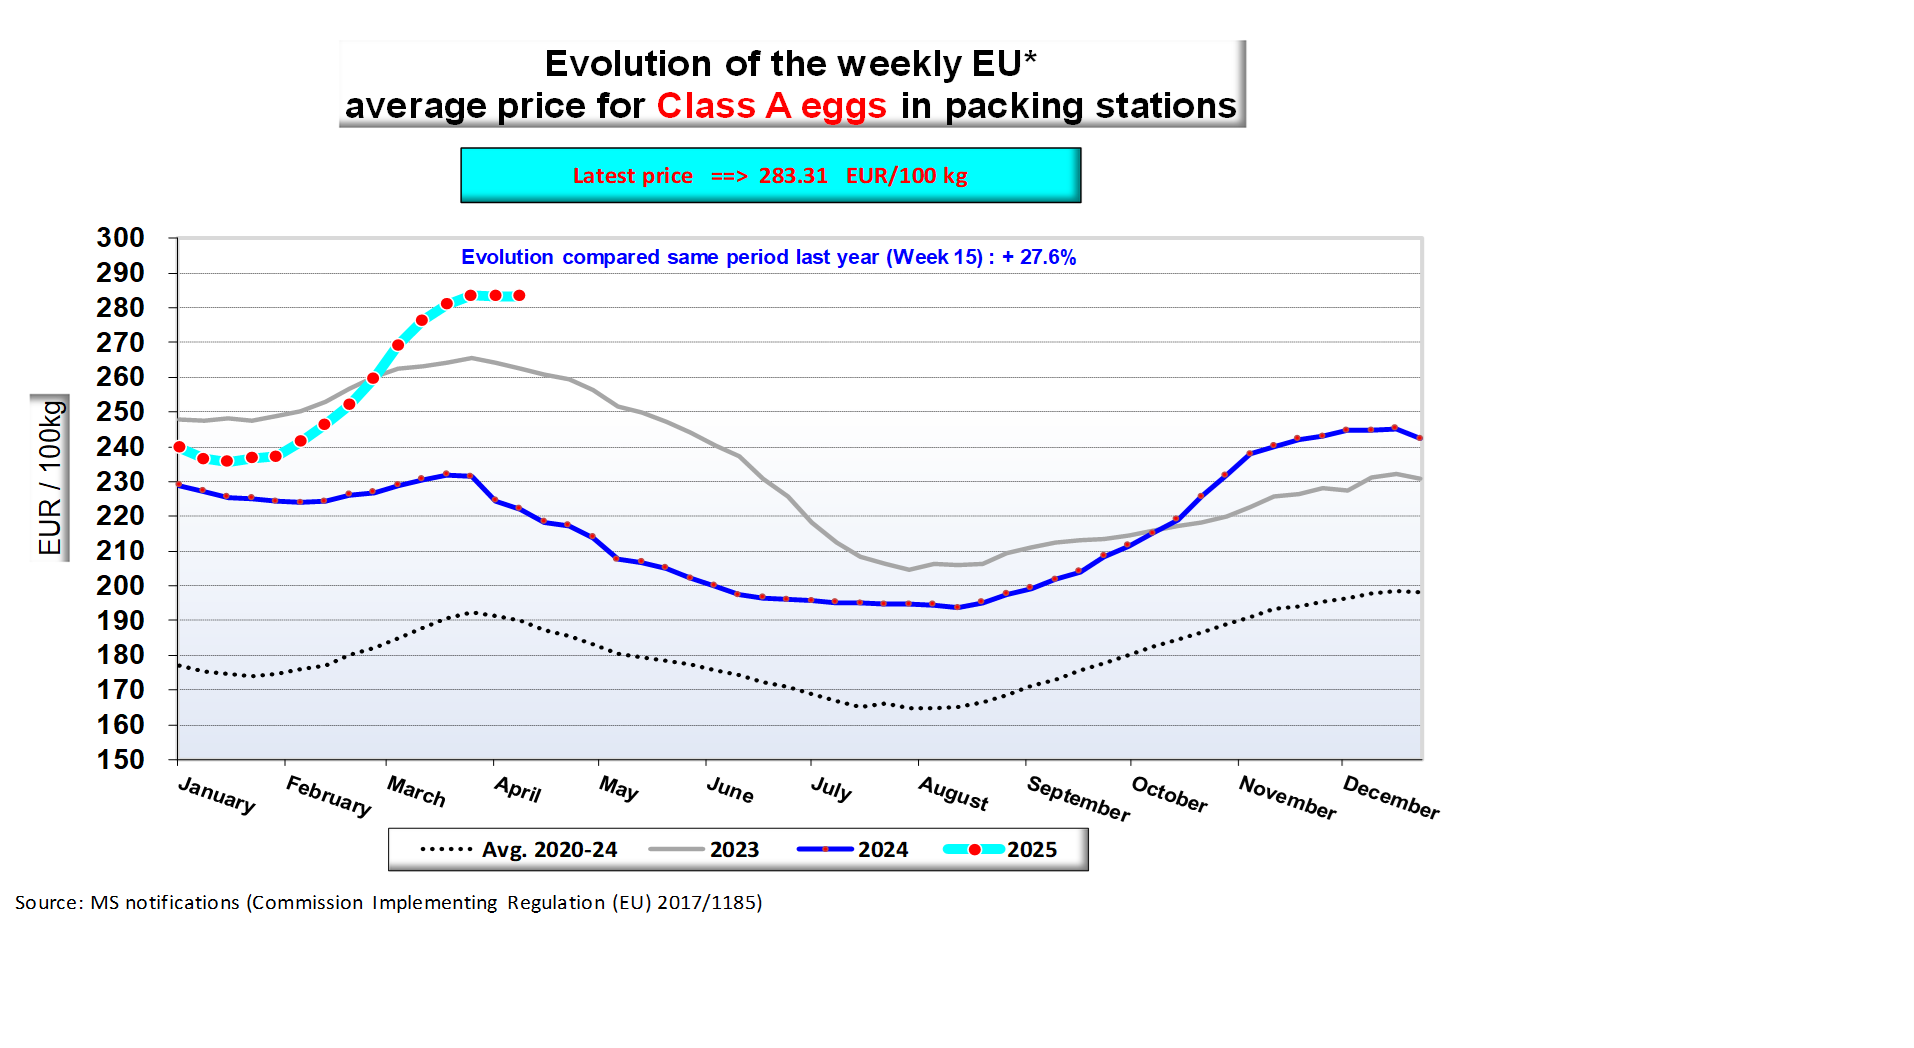 Evolution of the weekly EU*
average price for Class A eggs in packing stations
Latest price ==> 283.31 EUR/100 kg
Evolution compared same period last year (Week 15) : + 27.6%
300
290
280
270
260
250
240
230
220
210
200
190
180
170
160
150
EUR / 100kg
January
February
March
April
May
June
July
August
September
October
November
December
Avg. 2020-24
2023
2024
2025
Source: MS notifications (Commission Implementing Regulation (EU) 2017/1185)